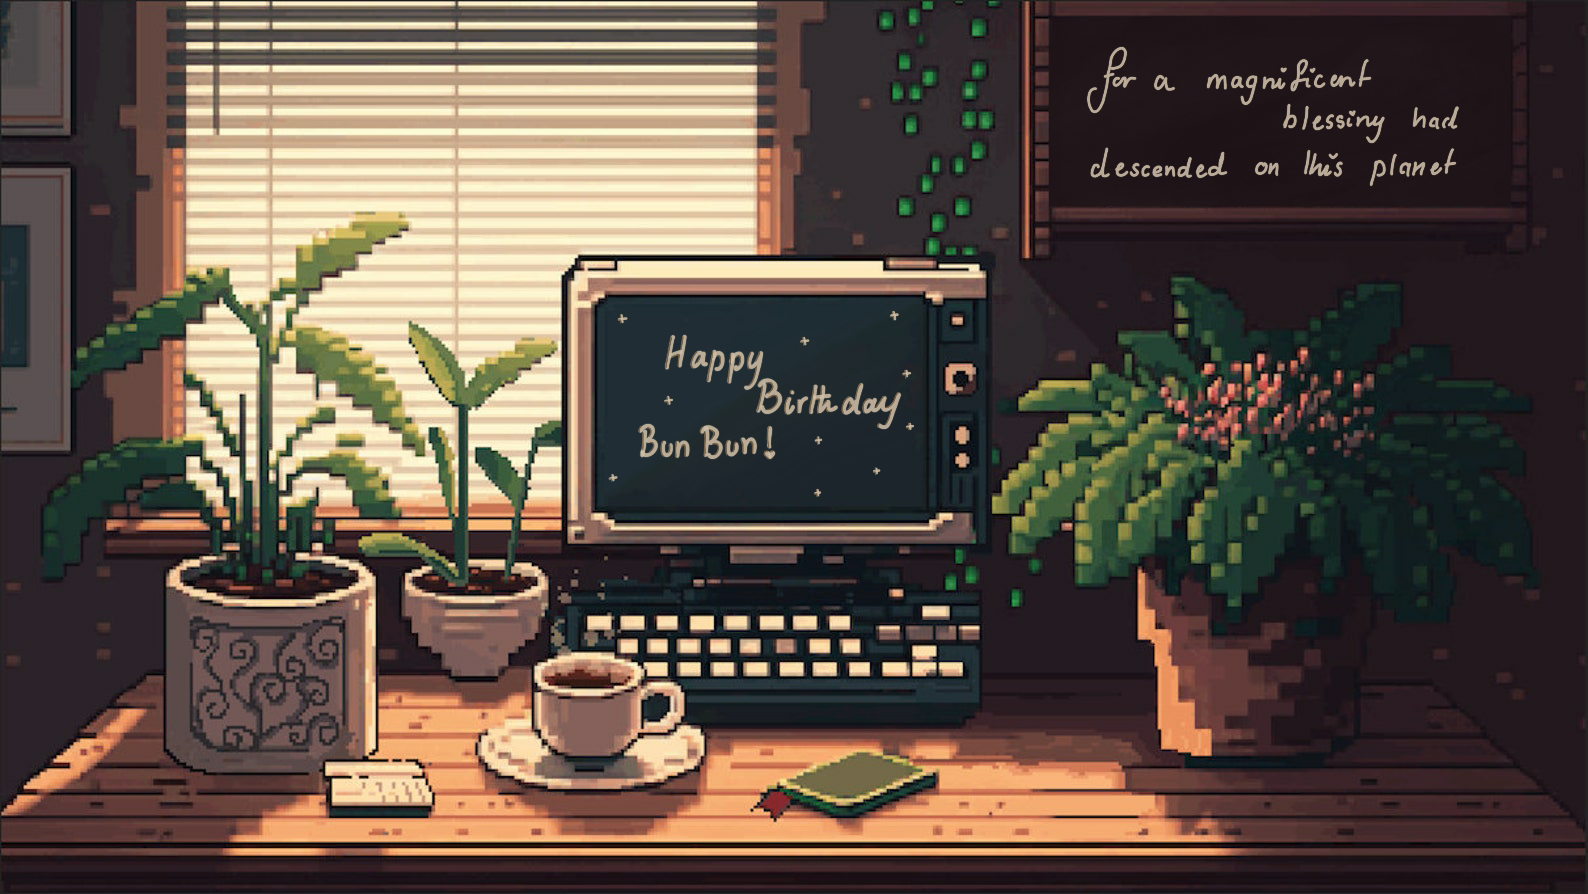 Happy
Birthday
Bun Bun!
for a magnificent
blessing had
descended on this planet